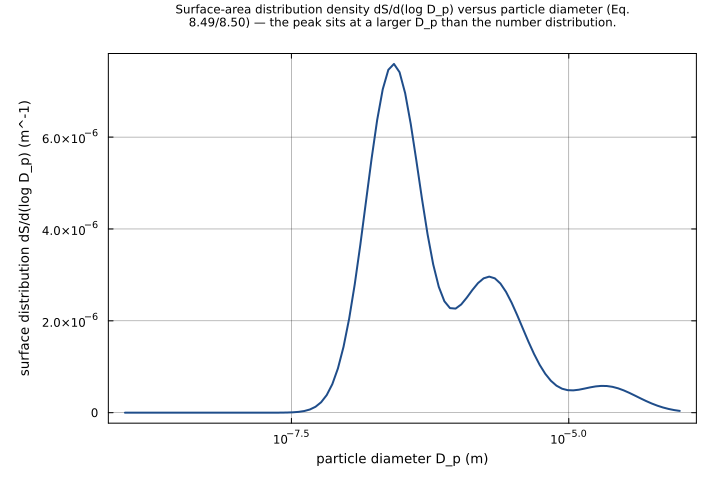 Surface-area distribution density dS/d(log D_p) versus particle diameter (Eq.
8.49/8.50) — the peak sits at a larger D_p than the number distribution.
surface distribution dS/d(log D_p) (m^-1)
6.0×10⁻⁶
4.0×10⁻⁶
2.0×10⁻⁶
0
10⁻⁷·⁵
10⁻⁵·⁰
particle diameter D_p (m)